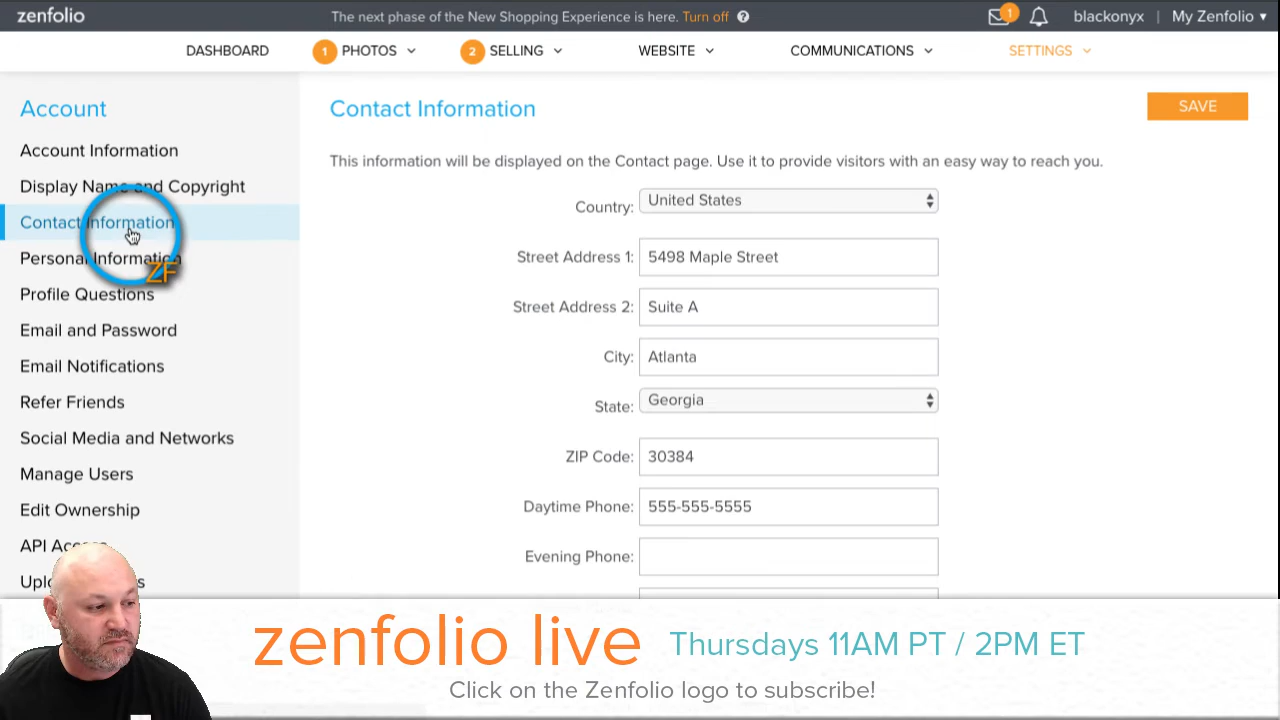 zenfolio
The next phase of the New Shopping Experience is here. Turn off ?
1
blackonyx | My Zenfolio
DASHBOARD
1 PHOTOS
2 SELLING
WEBSITE
COMMUNICATIONS
SETTINGS
Account
Account Information
Display Name and Copyright
Contact Information
Personal Information
Profile Questions
Email and Password
Email Notifications
Refer Friends
Social Media and Networks
Manage Users
Edit Ownership
API
ZF
Contact Information
SAVE
This information will be displayed on the Contact page. Use it to provide visitors with an easy way to reach you.
Country: United States
Street Address 1: 5498 Maple Street
Street Address 2: Suite A
City: Atlanta
State: Georgia
ZIP Code: 30384
Daytime Phone: 555-555-5555
Evening Phone:
zenfolio live
Thursdays 11AM PT / 2PM ET
Click on the Zenfolio logo to subscribe!